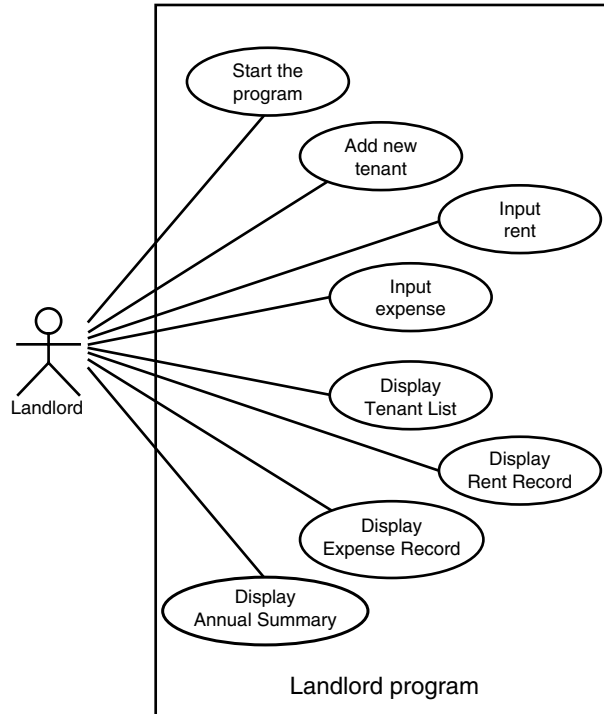 Start the
program
Add new
tenant
Input
rent
Input
expense
Landlord
Display
Tenant List
Display
Rent Record
Display
Expense Record
Display
Annual Summary
Landlord program